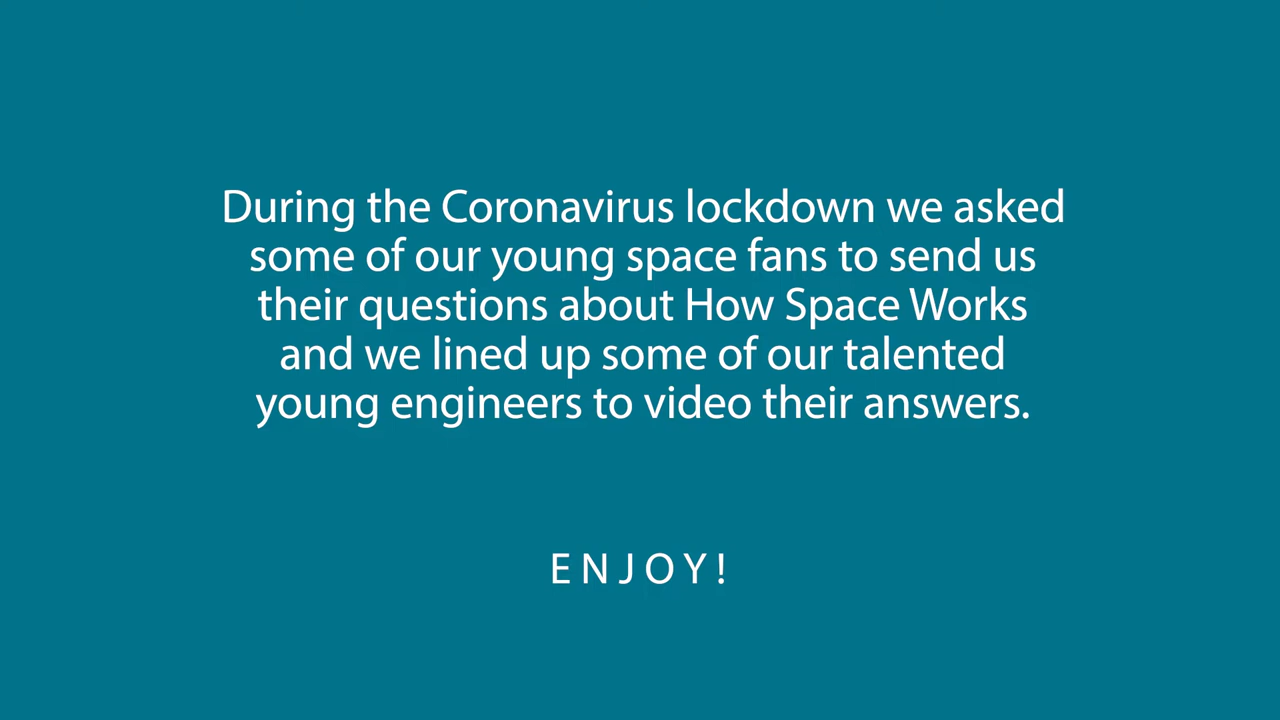 During the Coronavirus lockdown we asked
some of our young space fans to send us
their questions about How Space Works
and we lined up some of our talented
young engineers to video their answers.
ENJOY!